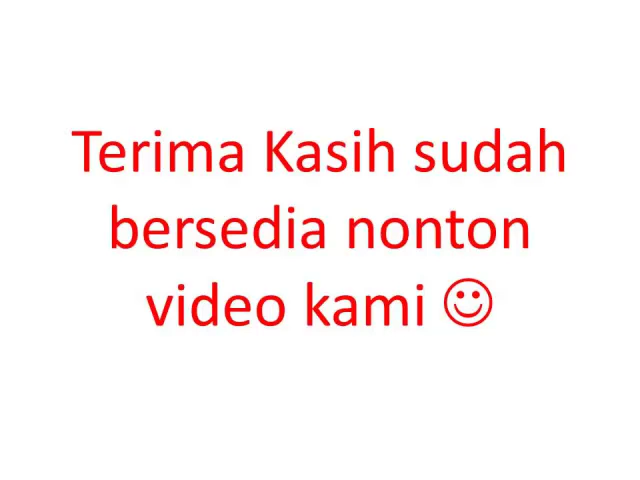 Terima Kasih sudah
bersedia nonton
video kami ☺